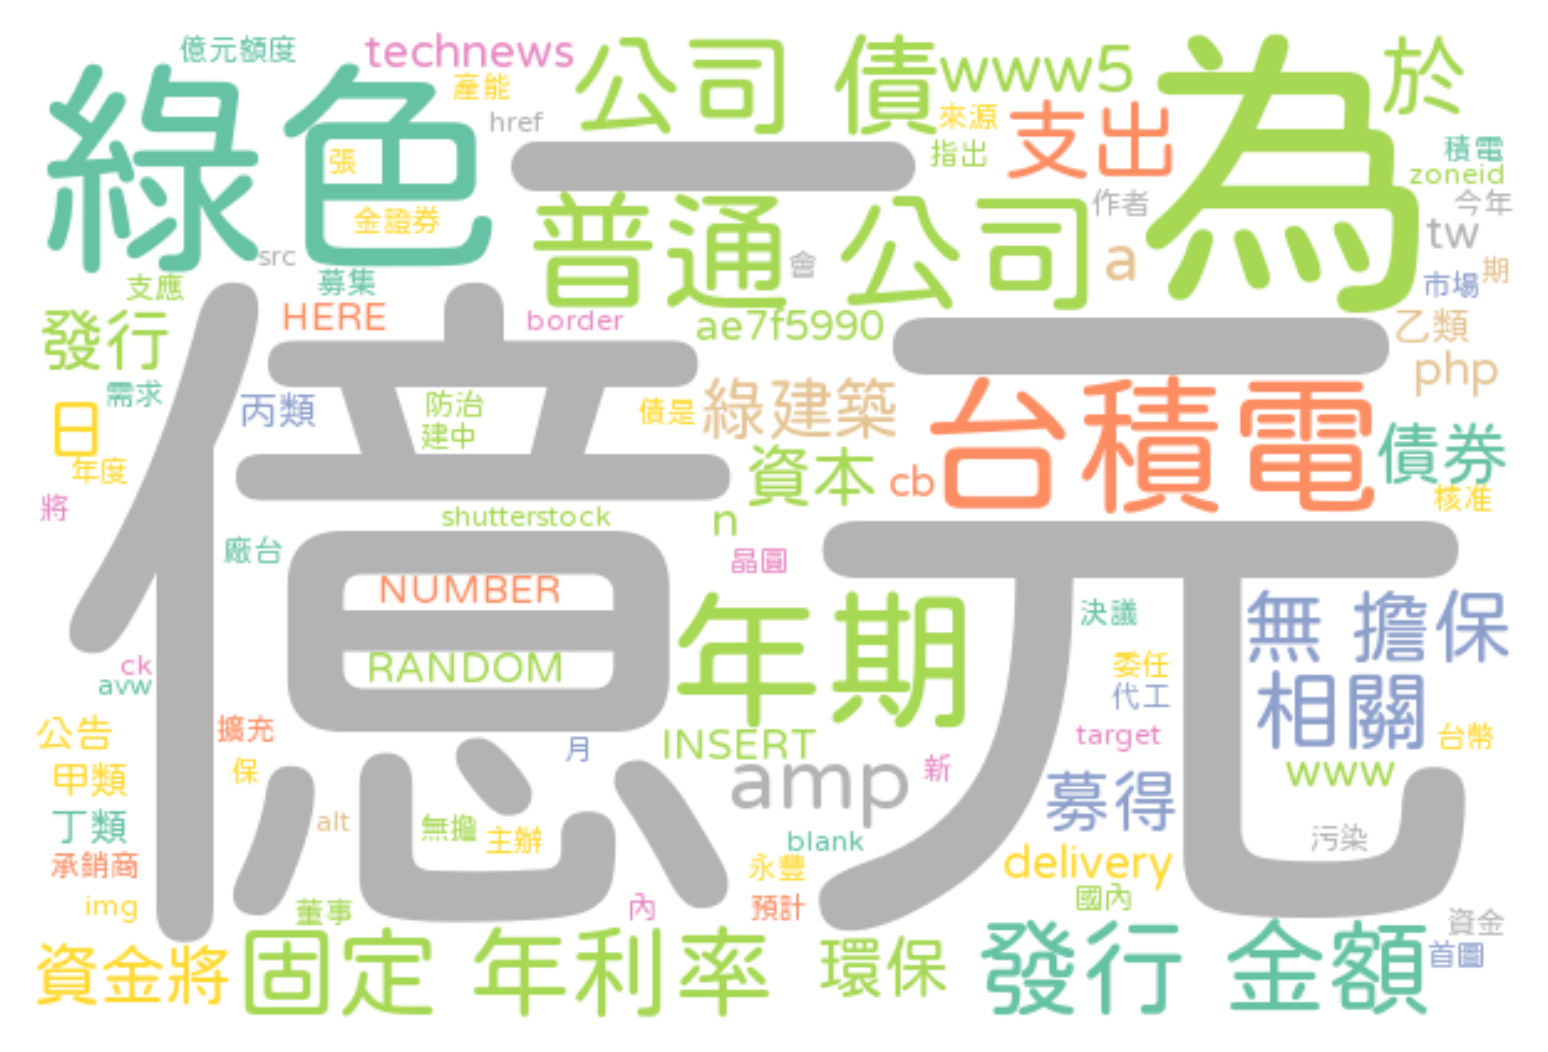 億元額度
technews
公司 債
www5
為
於
綠色
產能
href
來源
支出
張
指出
積電
zoneid
普通 公司
作者
今年
金證券
tw
src
會
a
期
支應
募集
市場
發行
HERE
border
ae7f5990
乙類
php
億元
需求
丙類
防治
債是
綠建築
台積電
日
建中
債券
年度
資本
cb
核准
將
shutterstock
n
廠台
晶圓
NUMBER
年期
決議
無 擔保
ck
RANDOM
委任
avw
代工
相關
公告
擴充
月
INSERT
target
台幣
保
新
www
甲類
amp
募得
丁類
alt
無擔
主辦
blank
污染
承銷商
永豐
delivery
img
董事
內
預計
國內
資金
資金將
固定 年利率
環保
發行 金額
首圖